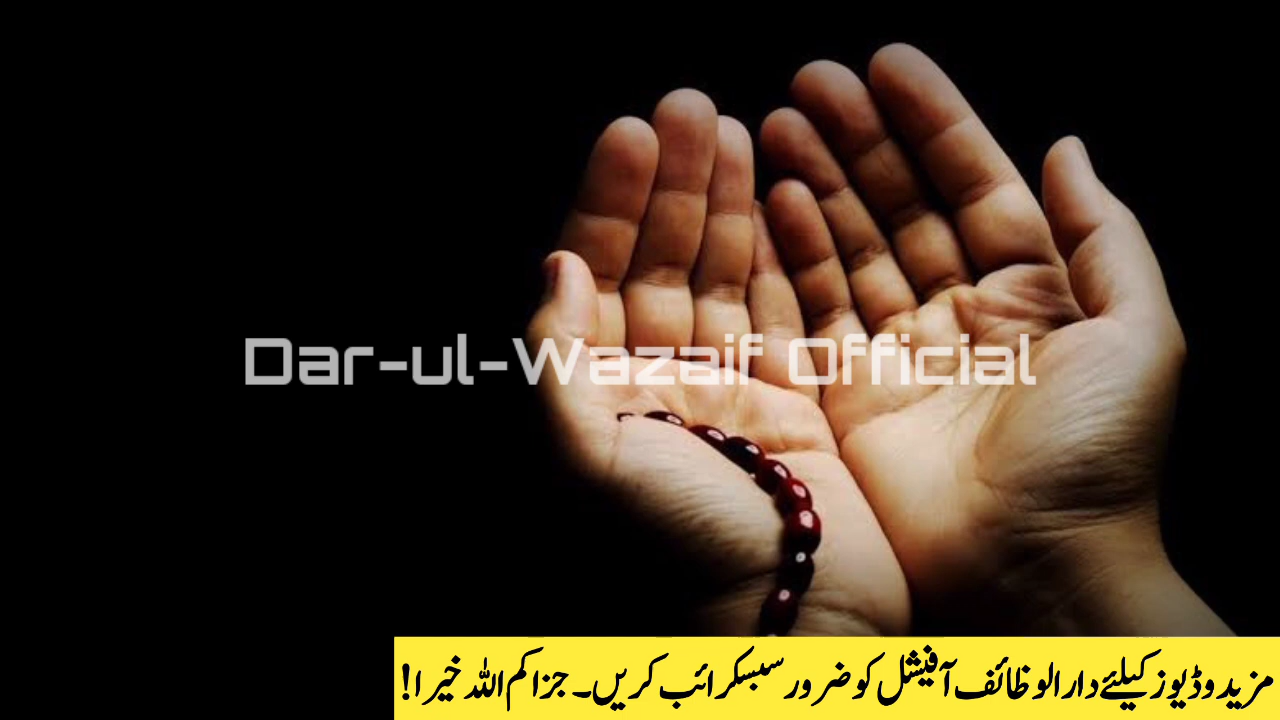 Dar-ul-Wazaif Official
مزید وڈیوز کیلئے دارالوظائف آفیشل کو ضرور سبسکرائب کریں۔ جزاکم اللہ خیرا!